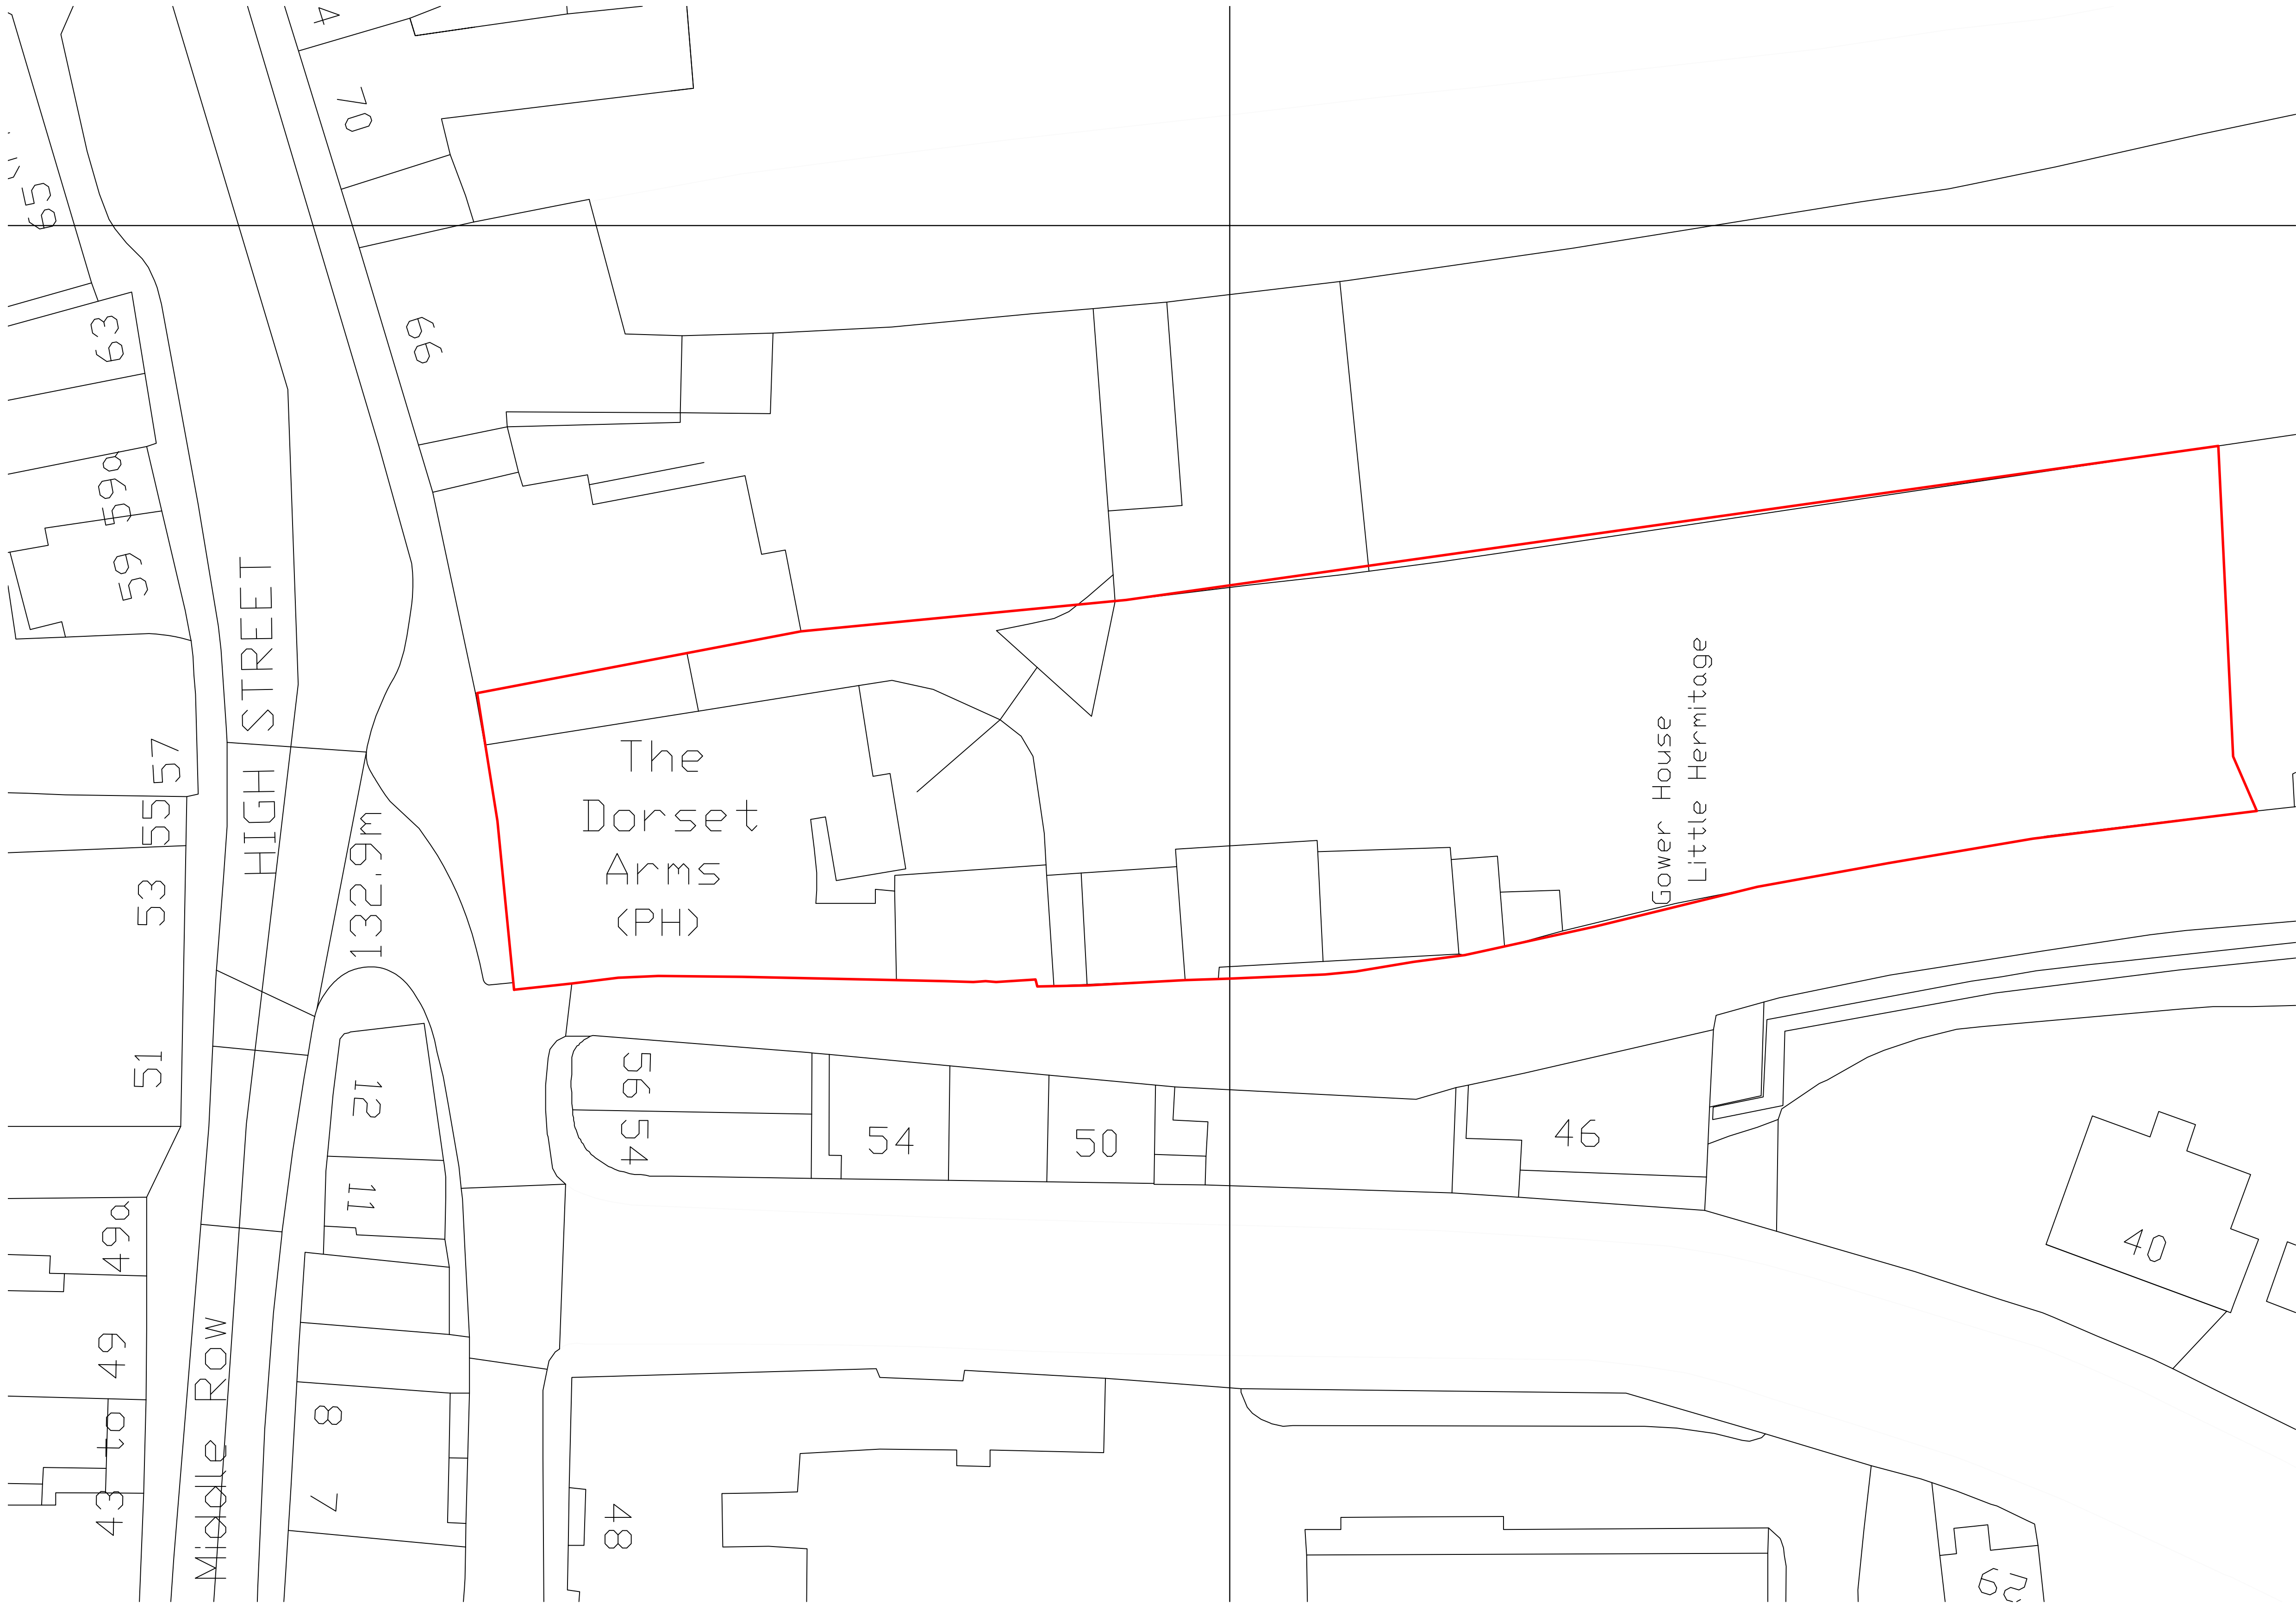 4
70
65
66
63
59a
59
HIGH STREET
57
55
53
51
132.9m
The
Dorset
Arms
(PH)
Gower House
Little Hermitage
12
11
56
54
54
50
46
40
49a
49
43 to
Middle Row
8
7
48
29